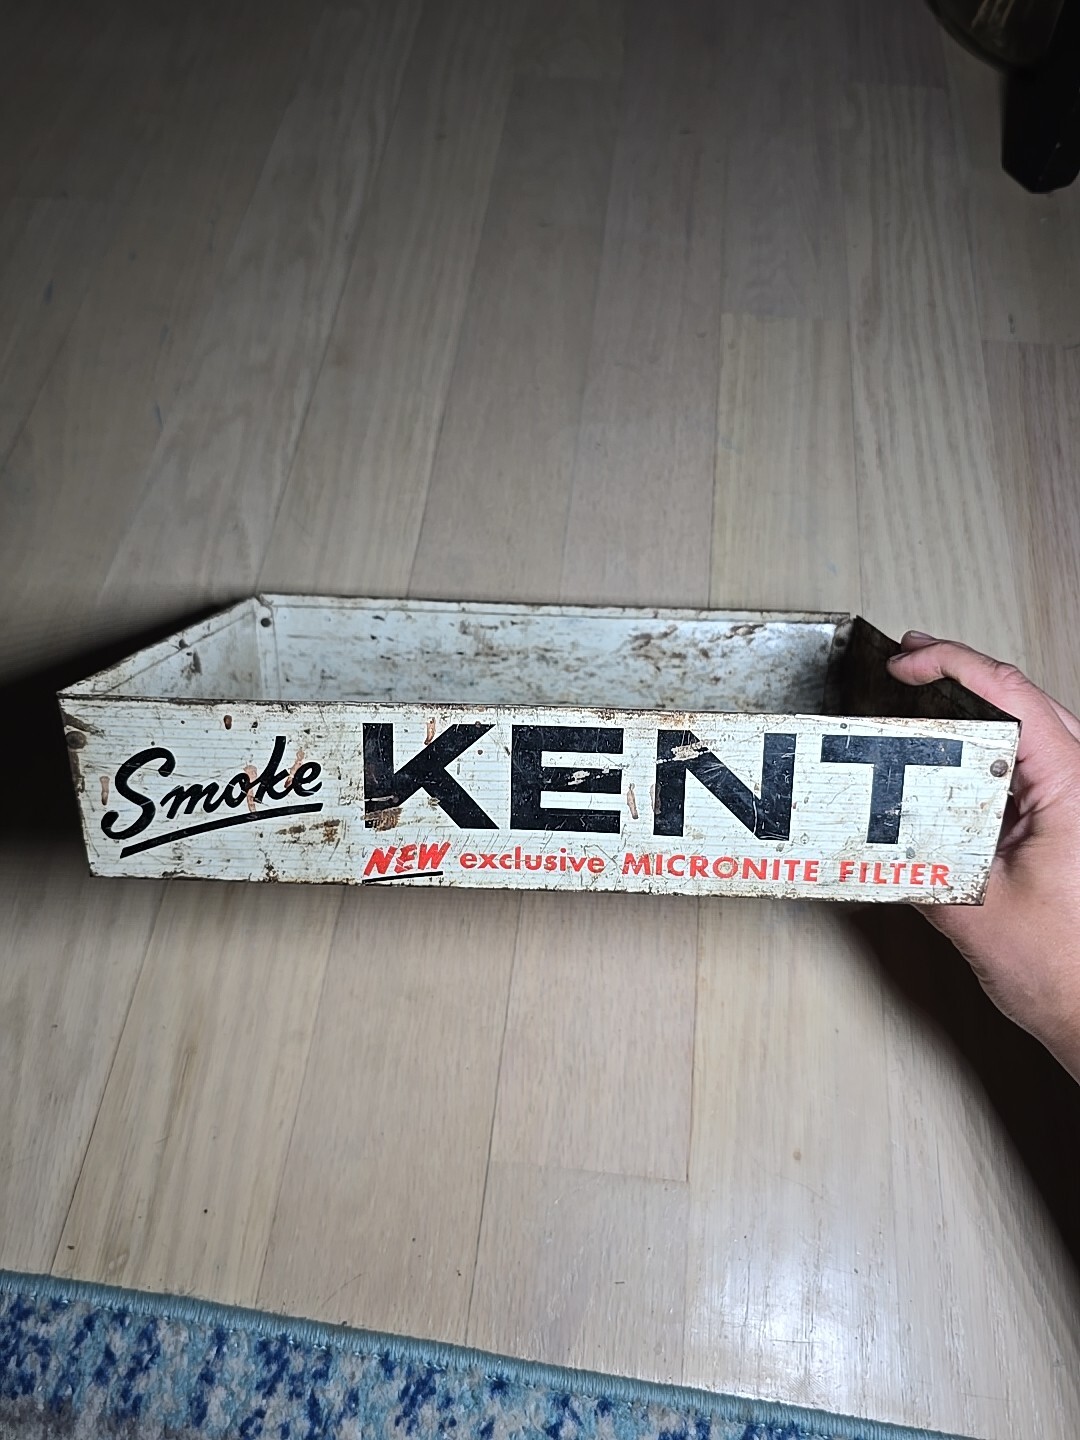 Smoke KENT
NEW exclusive MICRONITE FILTER